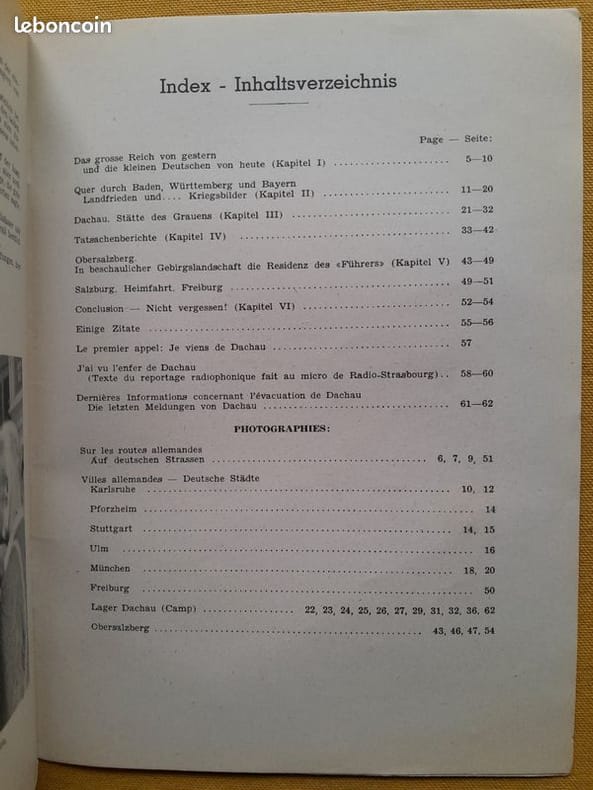 leboncoin
Index - Inhaltsverzeichnis
Page — Seite:
Das grosse Reich von gestern
und die kleinen Deutschen von heute (Kapitel I) ...................... 5—10
Quer durch Baden, Württemberg und Bayern
Landfrieden und.... Kriegsbilder (Kapitel II) ........................ 11—20
Dachau, Stätte des Grauens (Kapitel III) ............................ 21—32
Tatsachenberichte (Kapitel IV) ........................................ 33—42
Obersalzberg.
In beschaulicher Gebirgslandschaft die Residenz des «Führers» (Kapitel V) 43—49
Salzburg, Heimfahrt, Freiburg ........................................ 49—51
Conclusion — Nicht vergessen! (Kapitel VI) ............................ 52—54
Einige Zitate ........................................................ 55—56
Le premier appel: Je viens de Dachau ................................ 57
J'ai vu l'enfer de Dachau
(Texte du reportage radiophonique fait au micro de Radio-Strasbourg).. 58—60
Dernières Informations concernant l'évacuation de Dachau
Die letzten Meldungen von Dachau .................................... 61—62
PHOTOGRAPHIES:
Sur les routes allemandes
Auf deutschen Strassen ........................................ 6, 7, 9, 51
Villes allemandes — Deutsche Städte
Karlsruhe ........................................................ 10, 12
Pforzheim ........................................................ 14
Stuttgart ........................................................ 14, 15
Ulm ............................................................ 16
München ........................................................ 18, 20
Freiburg ........................................................ 50
Lager Dachau (Camp) .................. 22, 23, 24, 25, 26, 27, 29, 31, 32, 36, 62
Obersalzberg ................................................ 43, 46, 47, 54